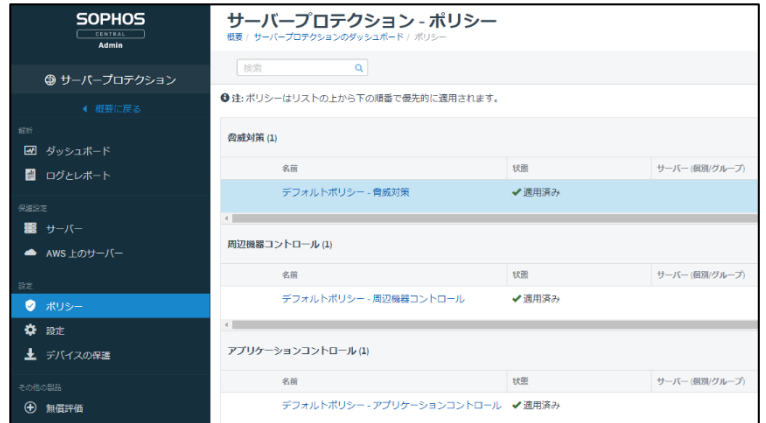 SOPHOS
CENTRAL
Admin
サーバープロテクション
概要に戻る
解析
ダッシュボード
ログとレポート
保護設定
サーバー
AWS 上のサーバー
設定
ポリシー
設定
デバイスの保護
その他の製品
無償評価
サーバープロテクション - ポリシー
概要 / サーバープロテクションのダッシュボード / ポリシー
検索
注: ポリシーはリストの上から下の順番で優先的に適用されます。
脅威対策 (1)
名前 状態 サーバー (個別/グループ)
デフォルトポリシー - 脅威対策 適用済み
周辺機器コントロール (1)
名前 状態 サーバー (個別/グループ)
デフォルトポリシー - 周辺機器コントロール 適用済み
アプリケーションコントロール (1)
名前 状態 サーバー (個別/グループ)
デフォルトポリシー - アプリケーションコントロール 適用済み